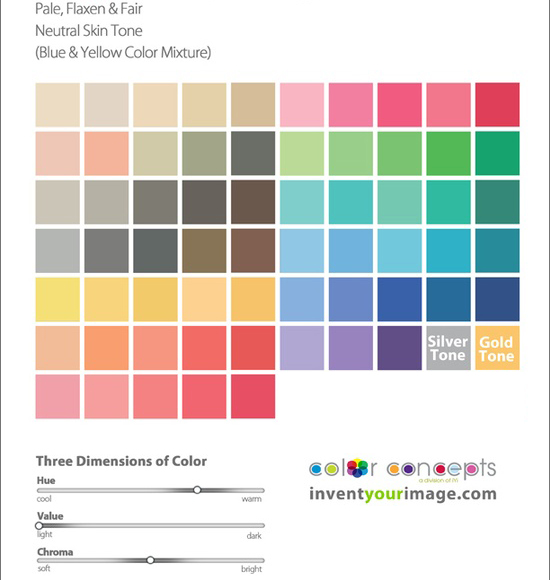 Pale, Flaxen & Fair
Neutral Skin Tone
(Blue & Yellow Color Mixture)
Silver
Tone
Gold
Tone
Three Dimensions of Color
Hue
cool
warm
Value
light
dark
Chroma
soft
bright
color concepts
a division of IYI
inventyourimage.com